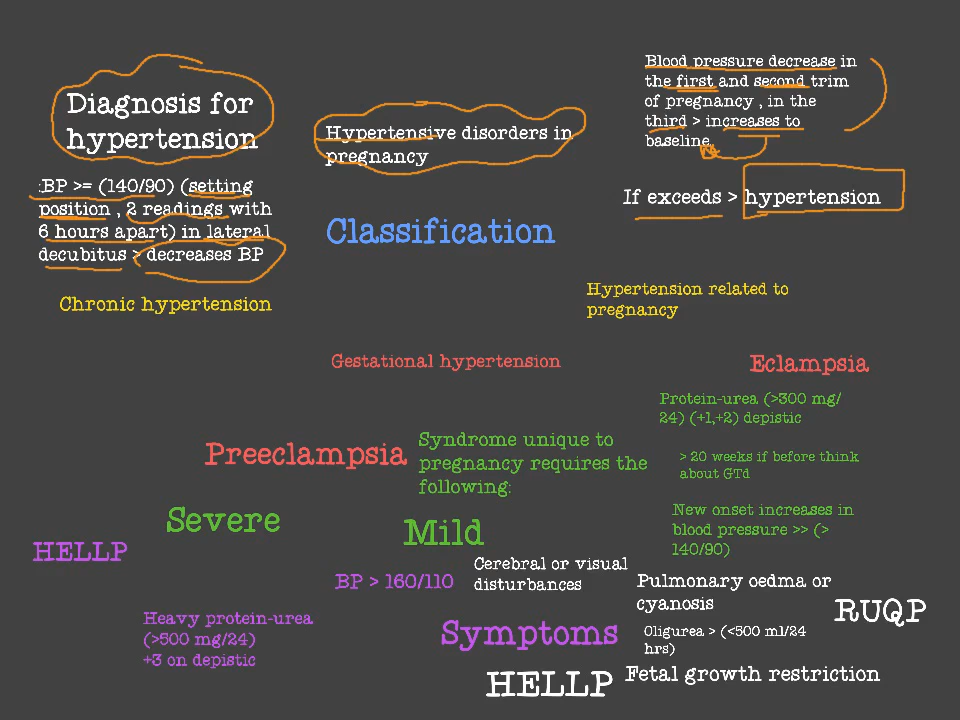 Diagnosis for
hypertension
:BP >= (140/90) (setting
position , 2 readings with
6 hours apart) in lateral
decubitus > decreases BP
Chronic hypertension
Hypertensive disorders in
pregnancy
Classification
Blood pressure decrease in
the first and second trim
of pregnancy , in the
third > increases to
baseline
If exceeds > hypertension
Hypertension related to
pregnancy
Gestational hypertension
Eclampsia
Preeclampsia
Syndrome unique to
pregnancy requires the
following:
Protein-urea (>300 mg/
24) (+1,+2) depistic
> 20 weeks if before think
about GTd
New onset increases in
blood pressure >> (>
140/90)
Severe
Mild
HELLP
BP > 160/110
Heavy protein-urea
(>500 mg/24)
+3 on depistic
Symptoms
Cerebral or visual
disturbances
Pulmonary oedma or
cyanosis
RUQP
Oligurea > (<500 ml/24
hrs)
HELLP
Fetal growth restriction